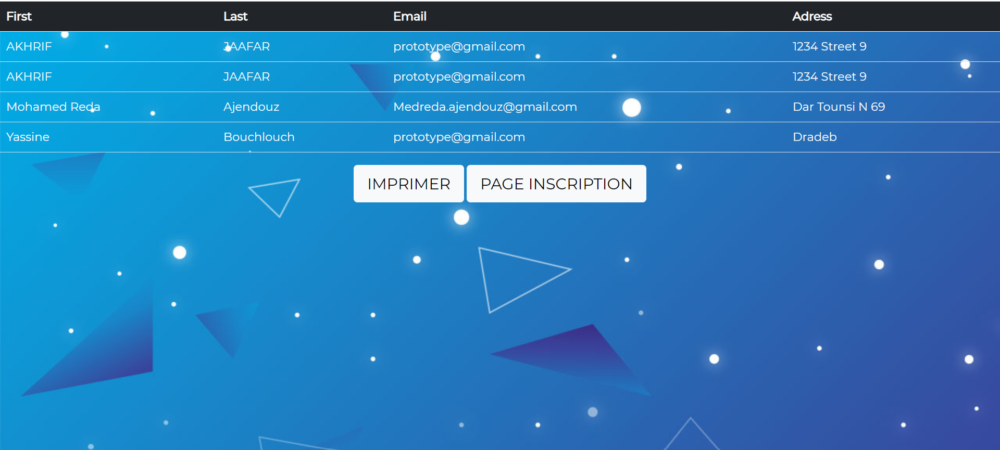 First Last Email Adress
AKHRIF JAAFAR prototype@gmail.com 1234 Street 9
AKHRIF JAAFAR prototype@gmail.com 1234 Street 9
Mohamed Reda Ajendouz Medreda.ajendouz@gmail.com Dar Tounsi N 69
Yassine Bouchlouch prototype@gmail.com Dradeb
IMPRIMER PAGE INSCRIPTION